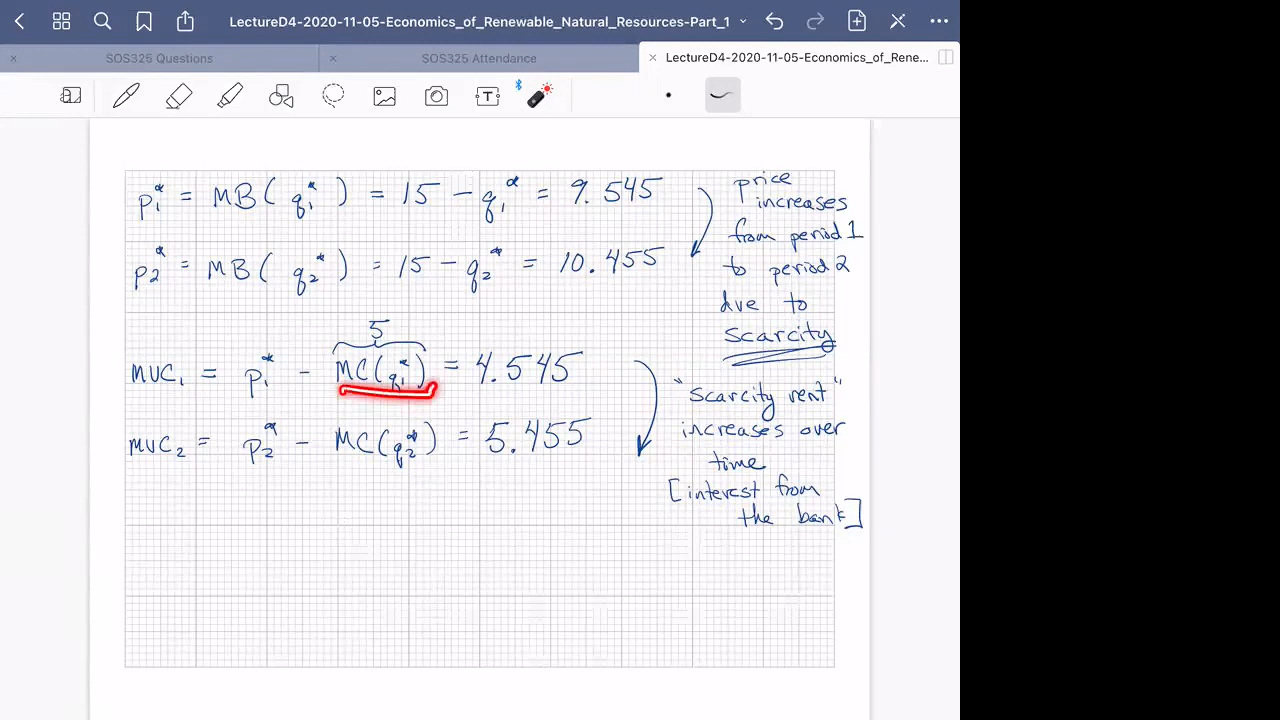 LectureD4-2020-11-05-Economics_of_Renewable_Natural_Resources-Part_1
SOS325 Questions
SOS325 Attendance
LectureD4-2020-11-05-Economics_of_Rene...
p₁* = MB( q₁* ) = 15 - q₁* = 9.545
p₂* = MB( q₂* ) = 15 - q₂* = 10.455
price
increases
from period 1
to period 2
due to
scarcity
5
MUC₁ = p₁* - MC(q₁*) = 4.545
MUC₂ = p₂* - MC(q₂*) = 5.455
"scarcity rent"
increases over
time
[interest from
the bank]